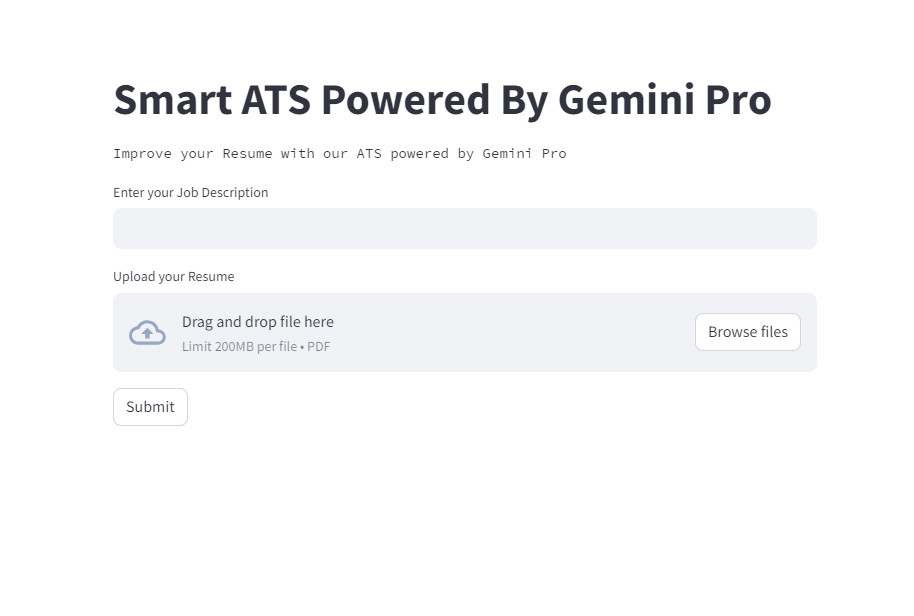 Smart ATS Powered By Gemini Pro
Improve your Resume with our ATS powered by Gemini Pro
Enter your Job Description
Upload your Resume
Drag and drop file here
Limit 200MB per file • PDF
Browse files
Submit